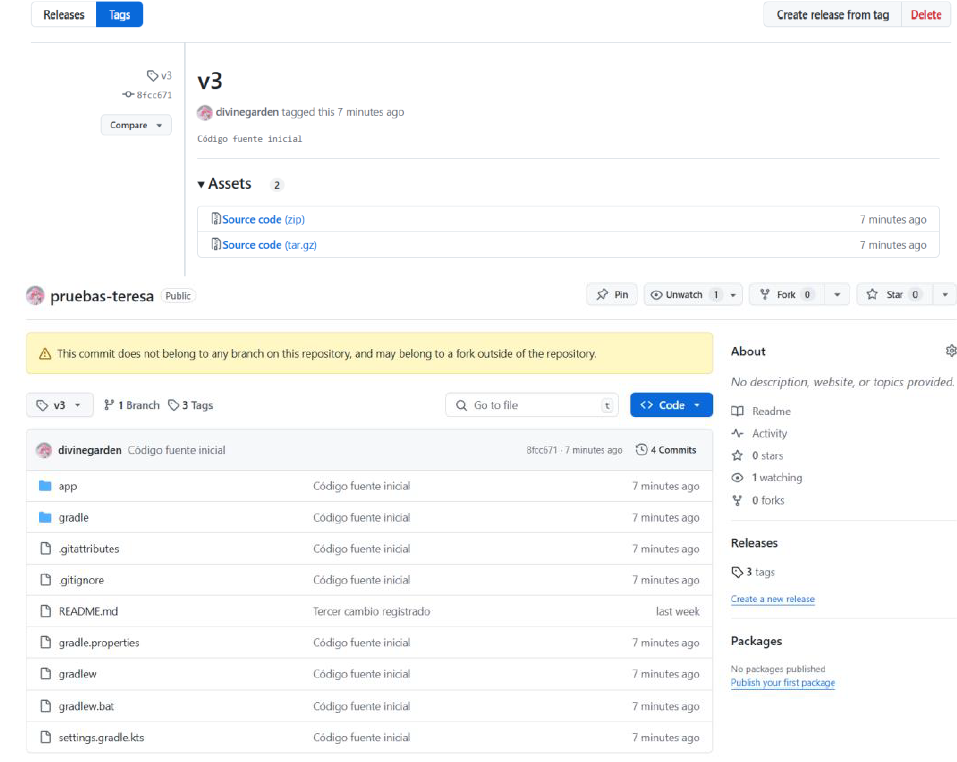 Releases Tags Create release from tag Delete
v3
8fcc671
Compare
v3
divinegarden tagged this 7 minutes ago
Código fuente inicial
Assets 2
Source code (zip) 7 minutes ago
Source code (tar.gz) 7 minutes ago
pruebas-teresa Public Pin Unwatch 1 Fork 0 Star 0
This commit does not belong to any branch on this repository, and may belong to a fork outside of the repository.
v3 1 Branch 3 Tags Go to file t Code
divinegarden Código fuente inicial 8fcc671 · 7 minutes ago 4 Commits
app Código fuente inicial 7 minutes ago
gradle Código fuente inicial 7 minutes ago
.gitattributes Código fuente inicial 7 minutes ago
.gitignore Código fuente inicial 7 minutes ago
README.md Tercer cambio registrado last week
gradle.properties Código fuente inicial 7 minutes ago
gradlew Código fuente inicial 7 minutes ago
gradlew.bat Código fuente inicial 7 minutes ago
settings.gradle.kts Código fuente inicial 7 minutes ago
About
No description, website, or topics provided.
Readme
Activity
0 stars
1 watching
0 forks
Releases
3 tags
Create a new release
Packages
No packages published
Publish your first package